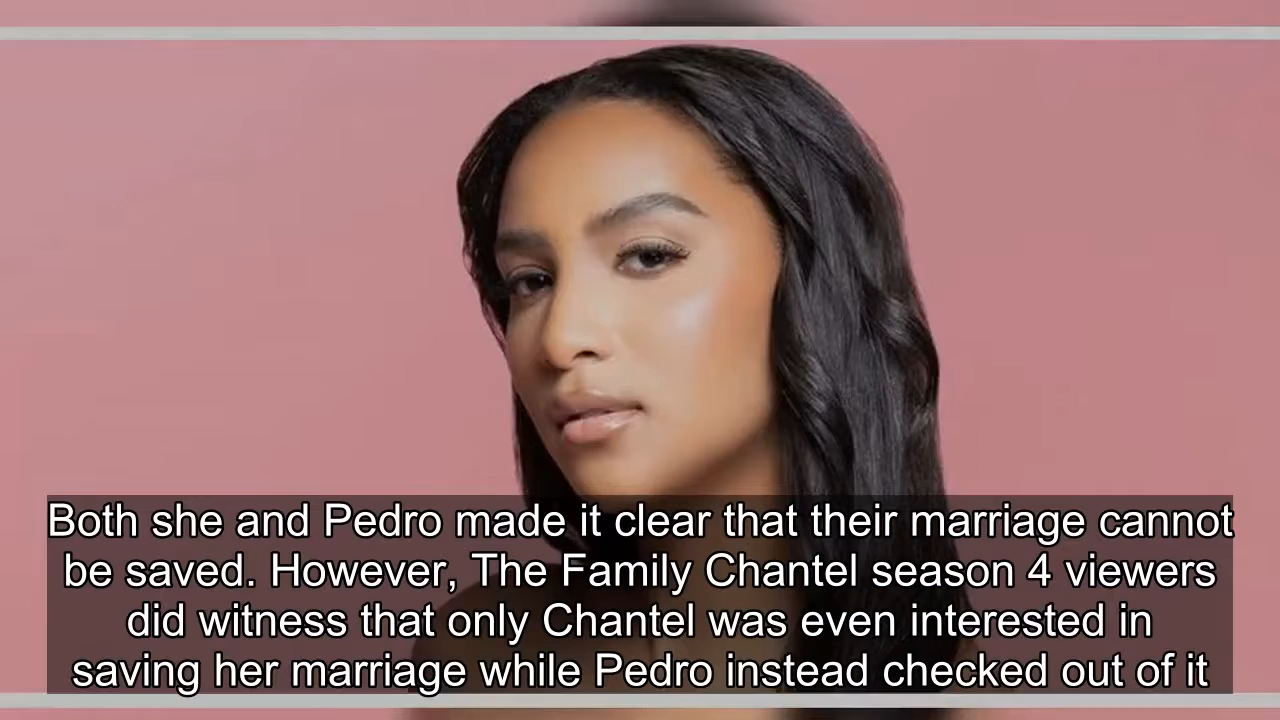 Both she and Pedro made it clear that their marriage cannot
be saved. However, The Family Chantel season 4 viewers
did witness that only Chantel was even interested in
saving her marriage while Pedro instead checked out of it